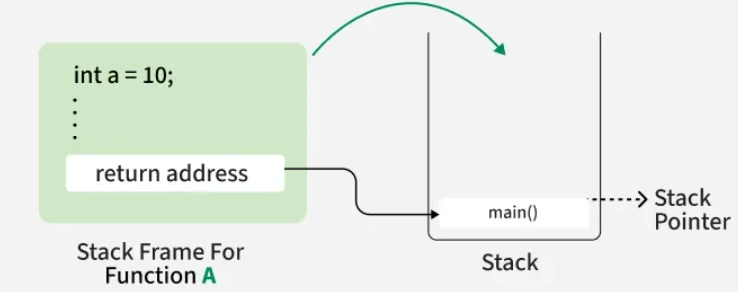 int a = 10;
return address
Stack Frame For
Function A
main()
Stack
Stack
Pointer